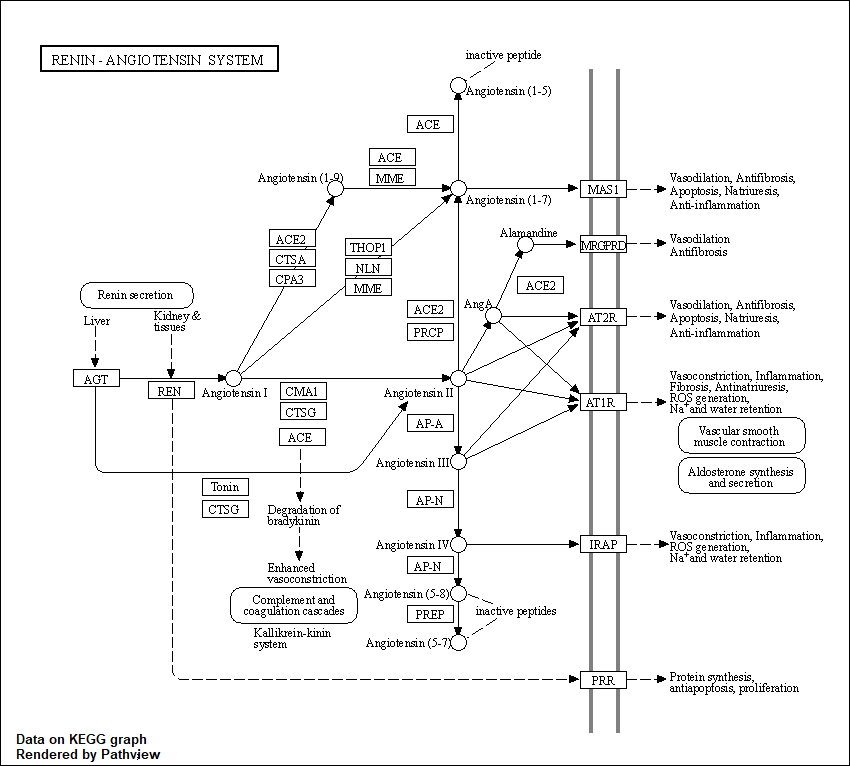 RENIN - ANGIOTENSIN SYSTEM
inactive peptide
Angiotensin (1-5)
ACE
ACE
MME
Angiotensin (1-9)
Angiotensin (1-7)
MAS1
Vasodilation, Antifibrosis,
Apoptosis, Natriuresis,
Anti-inflammation
Alamandine
MRGPRD
Vasodilation
Antifibrosis
ACE2
CTSA
CPA3
THOP1
NLN
MME
ACE2
Renin secretion
Liver
Kidney &
tissues
ACE2
PRCP
AngA
AT2R
Vasodilation, Antifibrosis,
Apoptosis, Natriuresis,
Anti-inflammation
AGT
REN
Angiotensin I
CMA1
CTSG
ACE
Angiotensin II
AT1R
Vasoconstriction, Inflammation,
Fibrosis, Antinatriuresis,
ROS generation,
Na+ and water retention
Vascular smooth
muscle contraction
Aldosterone synthesis
and secretion
AP-A
Angiotensin III
Tonin
CTSG
Degradation of
bradykinin
AP-N
Angiotensin IV
IRAP
Vasoconstriction, Inflammation,
ROS generation,
Na+ and water retention
Enhanced
vasoconstriction
AP-N
Complement and
coagulation cascades
Kallikrein-kinin
system
Angiotensin (5-8)
PREP
inactive peptides
Angiotensin (5-7)
PRR
Protein synthesis,
antiapoptosis, proliferation
Data on KEGG graph
Rendered by Pathview